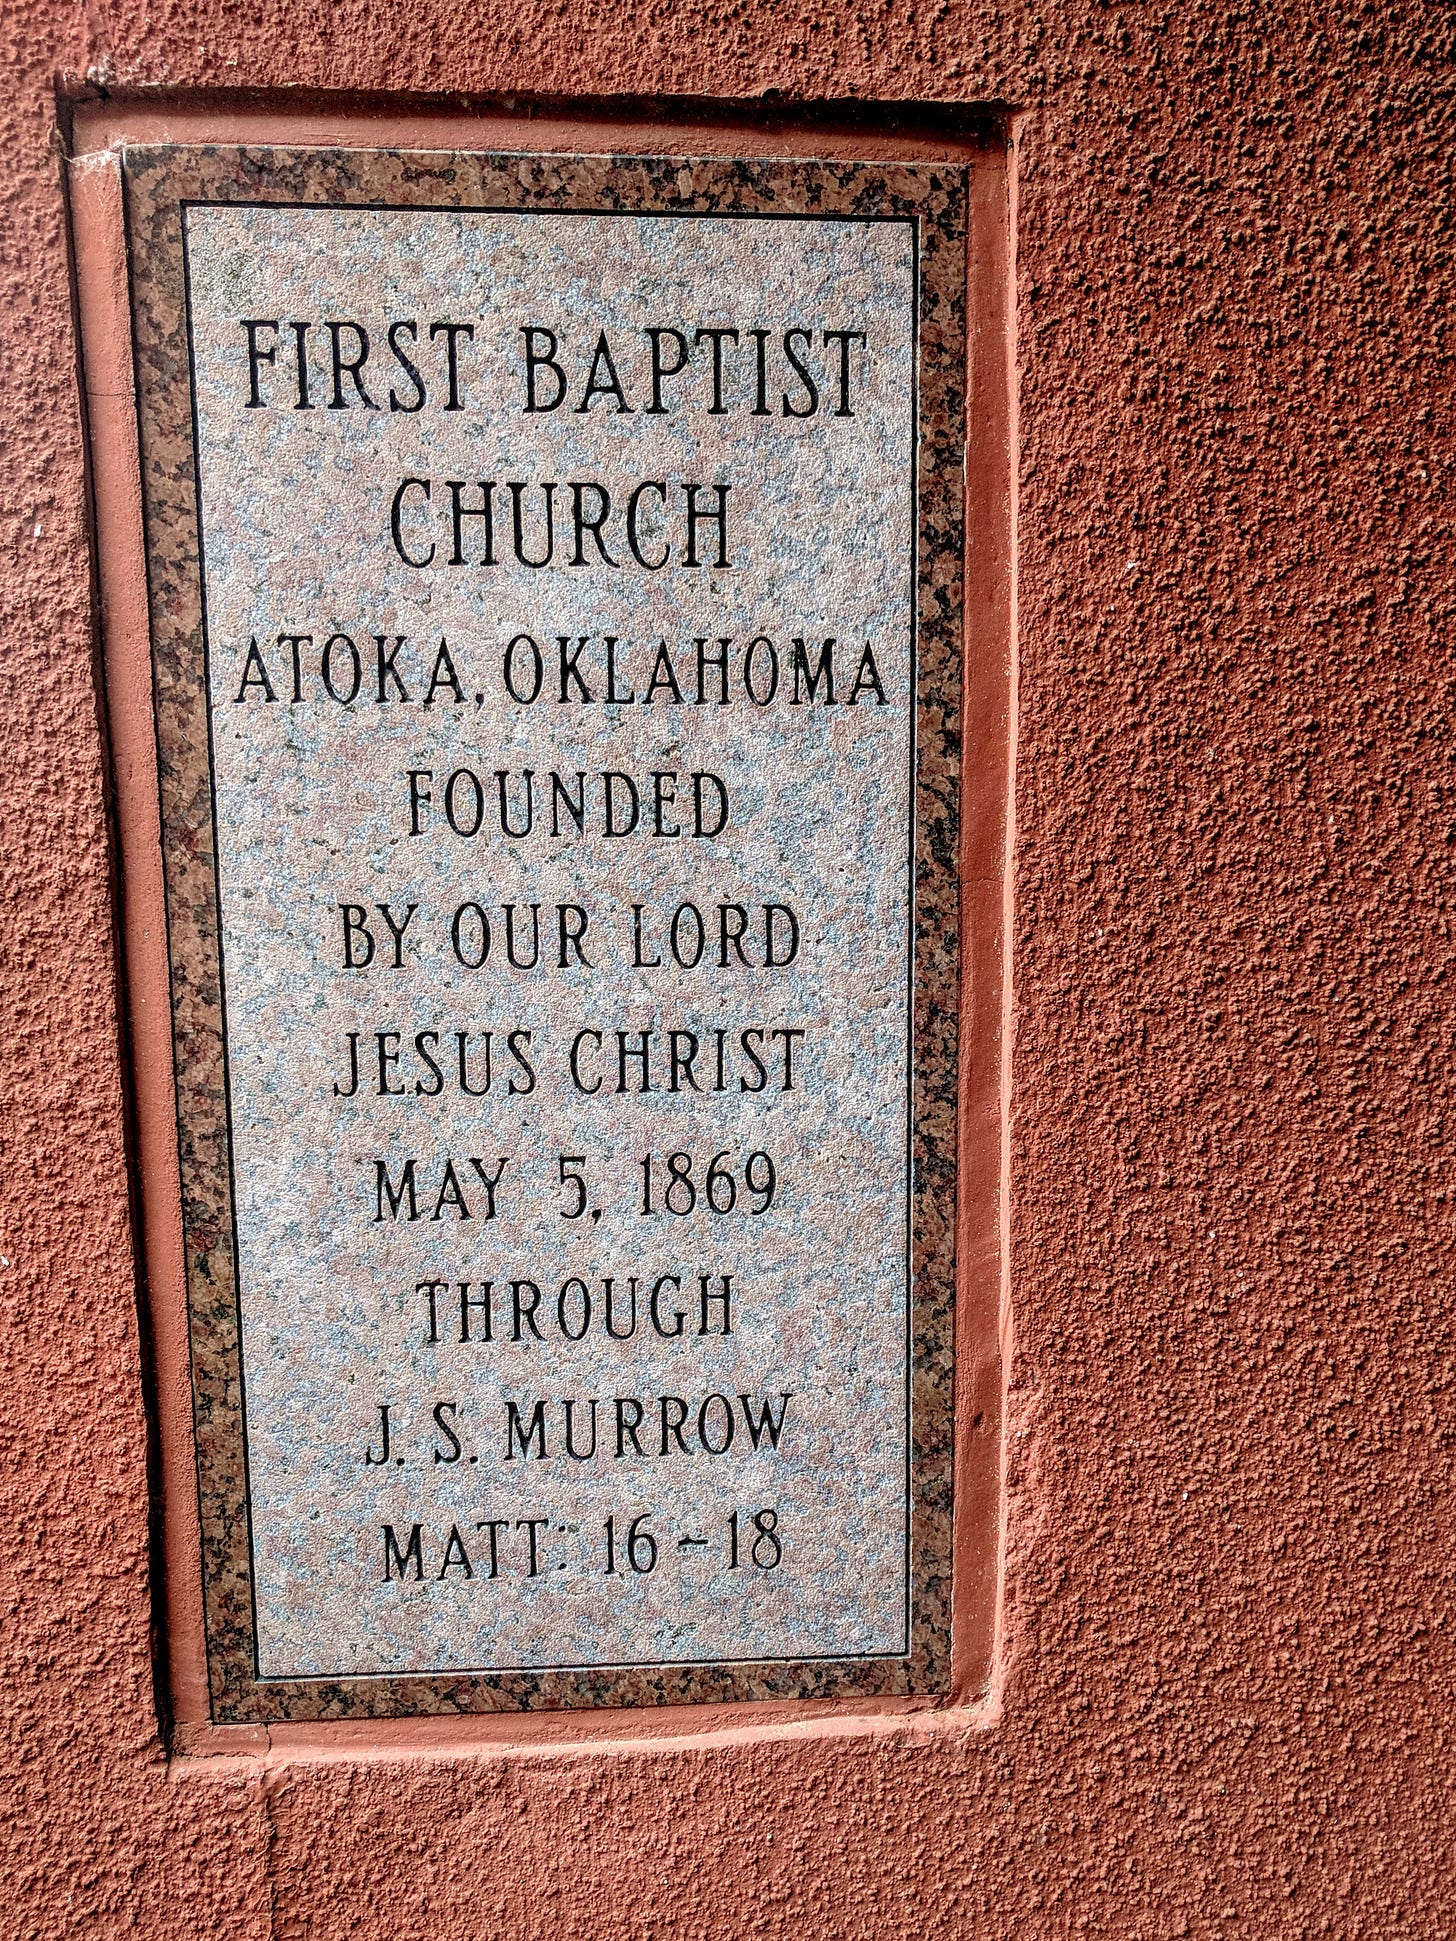 FIRST BAPTIST
CHURCH
ATOKA, OKLAHOMA
FOUNDED
BY OUR LORD
JESUS CHRIST
MAY 5, 1869
THROUGH
J. S. MURROW
MATT: 16-18